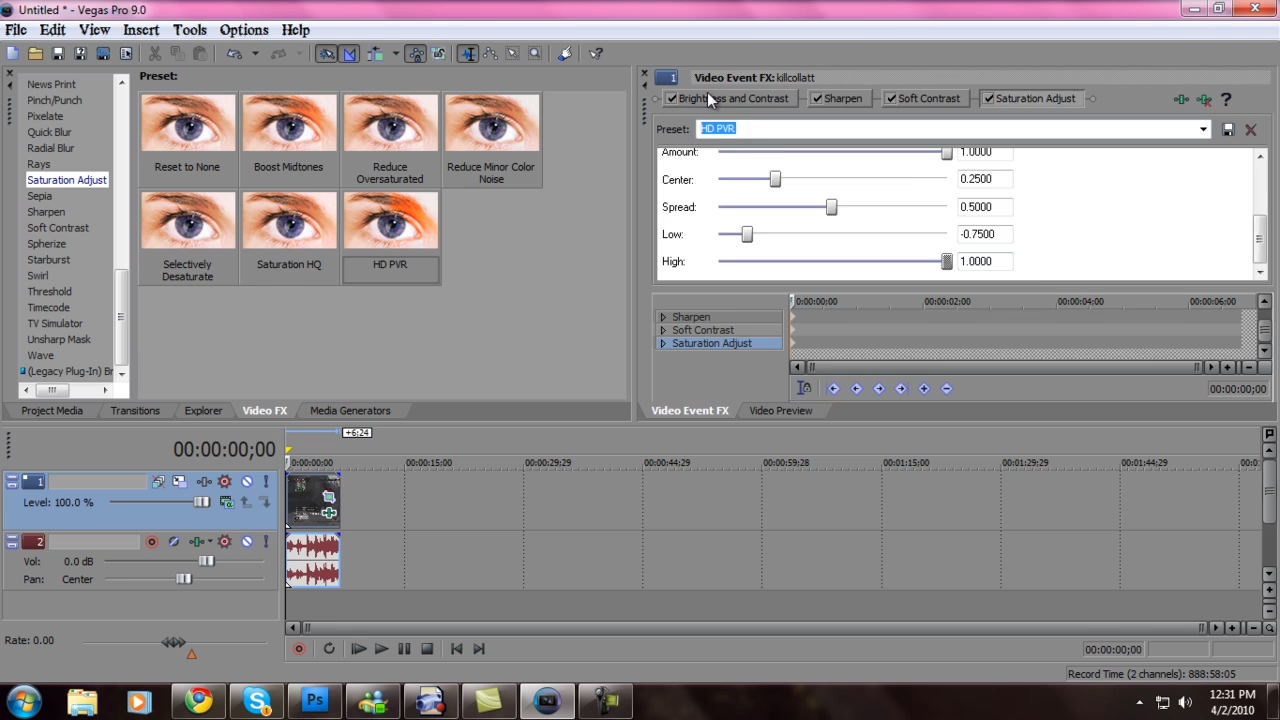 Untitled * - Vegas Pro 9.0
File Edit View Insert Tools Options Help
News Print
Pinch/Punch
Pixelate
Quick Blur
Radial Blur
Rays
Saturation Adjust
Sepia
Sharpen
Soft Contrast
Spherize
Starburst
Swirl
Threshold
Timecode
TV Simulator
Unsharp Mask
Wave
(Legacy Plug-In) Br
Preset:
Reset to None
Boost Midtones
Reduce Oversaturated
Reduce Minor Color Noise
Selectively Desaturate
Saturation HQ
HD PVR
Project Media Transitions Explorer Video FX Media Generators
1 Video Event FX: killcollatt
Brightness and Contrast Sharpen Soft Contrast Saturation Adjust
Preset: HD PVR
Amount: 1.0000
Center: 0.2500
Spread: 0.5000
Low: -0.7500
High: 1.0000
0:00:00:00 00:00:02:00 00:00:04:00 00:00:06:00
Sharpen
Soft Contrast
Saturation Adjust
00:00:00;00
Video Event FX Video Preview
+6;24
00:00:00;00
0:00:00;00 00:00:15;00 00:00:29;29 00:00:44;29 00:00:59;28 00:01:15;00 00:01:29;29 00:01:44;29
1
Level: 100.0 %
2
Vol: 0.0 dB
Pan: Center
Rate: 0.00
00:00:00;00
Record Time (2 channels): 888:58:05
12:31 PM
4/2/2010